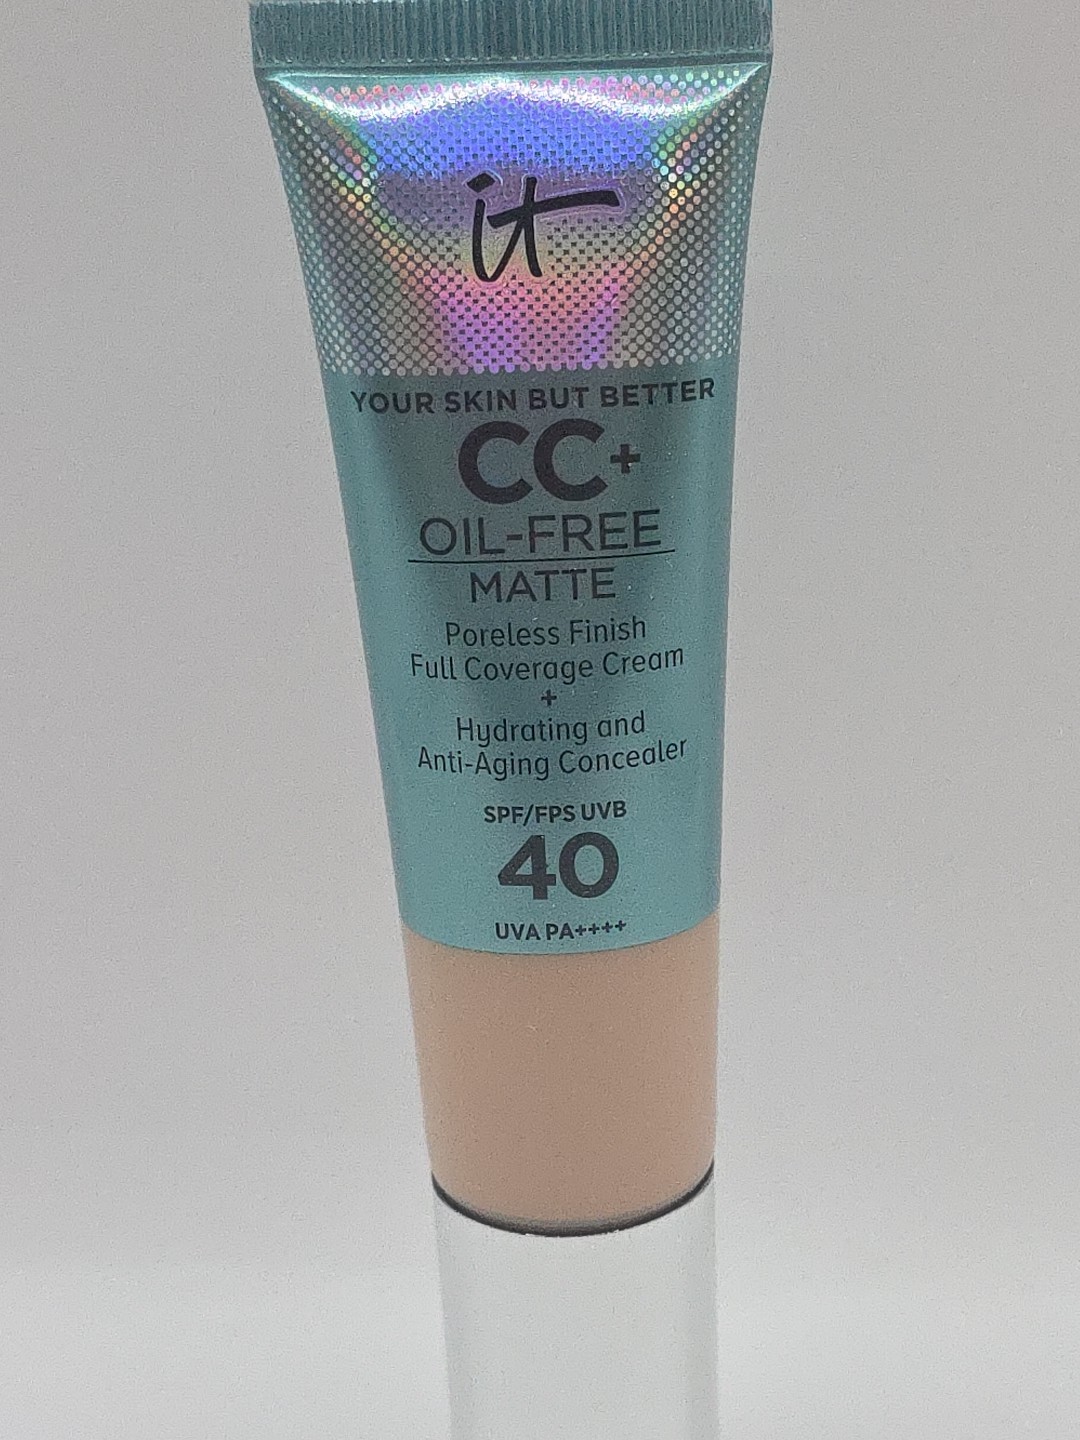 it
YOUR SKIN BUT BETTER
CC+
OIL-FREE
MATTE
Poreless Finish
Full Coverage Cream
+
Hydrating and
Anti-Aging Concealer
SPF/FPS UVB
40
UVA PA++++